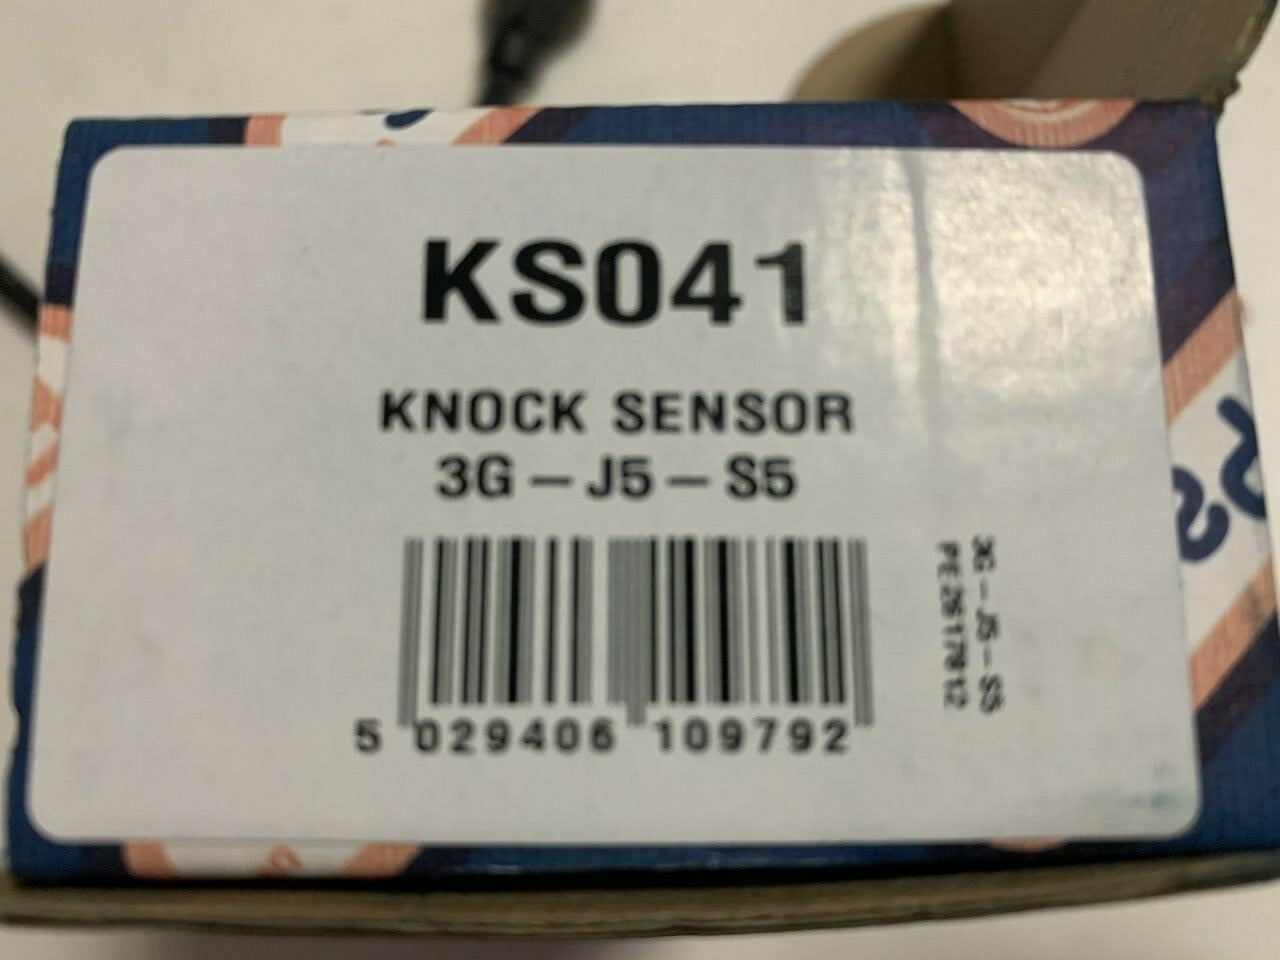 KS041
KNOCK SENSOR
3G – J5 – S5
5 029406 109792
3G – J5 – S5